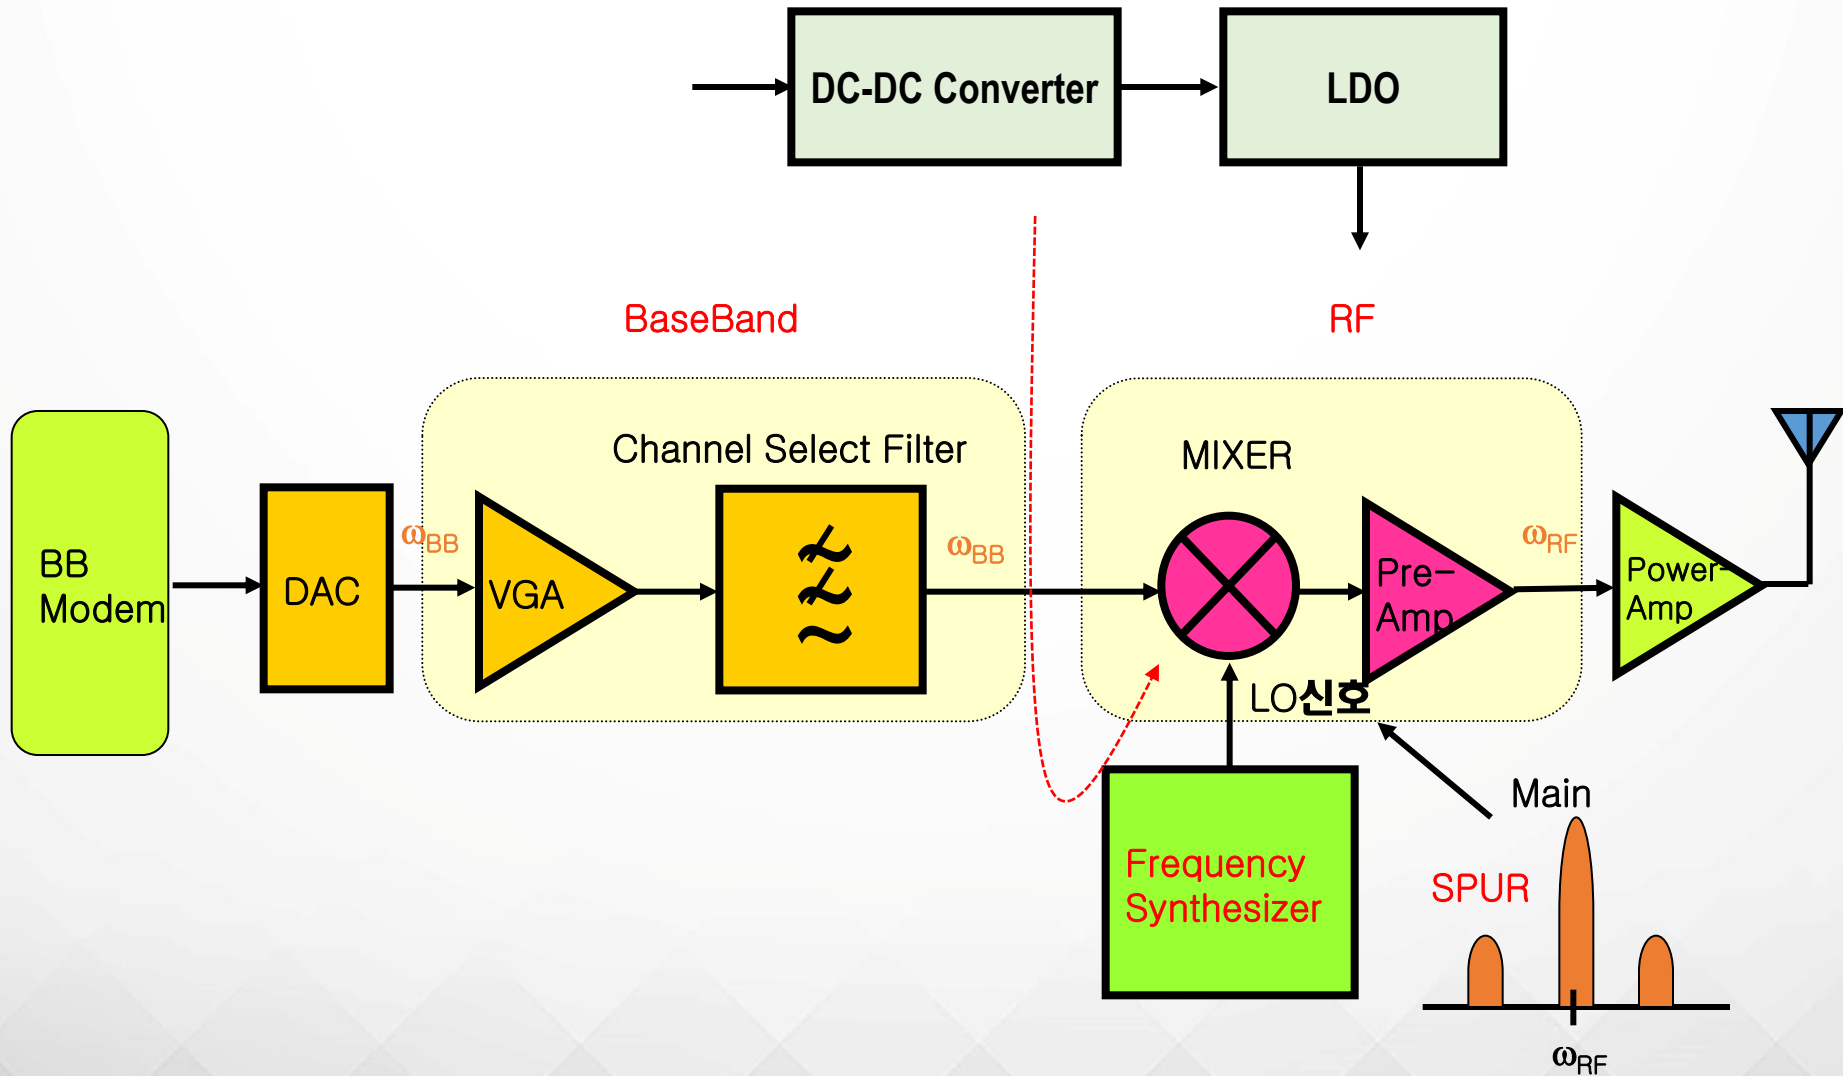 DC-DC Converter
LDO
BaseBand
RF
Channel Select Filter
MIXER
BB
Modem
DAC
ωBB
VGA
ωBB
Pre-
Amp
ωRF
Power-
Amp
LO신호
Main
Frequency
Synthesizer
SPUR
ωRF